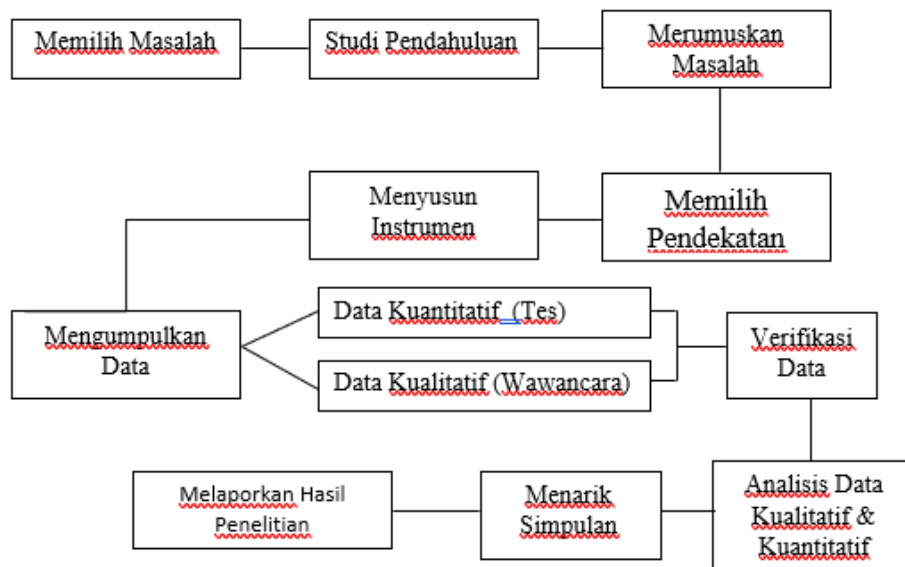 Memilih Masalah
Studi Pendahuluan
Merumuskan
Masalah
Memilih
Pendekatan
Menyusun
Instrumen
Mengumpulkan
Data
Data Kuantitatif (Tes)
Data Kualitatif (Wawancara)
Verifikasi
Data
Analisis Data
Kualitatif &
Kuantitatif
Menarik
Simpulan
Melaporkan Hasil
Penelitian